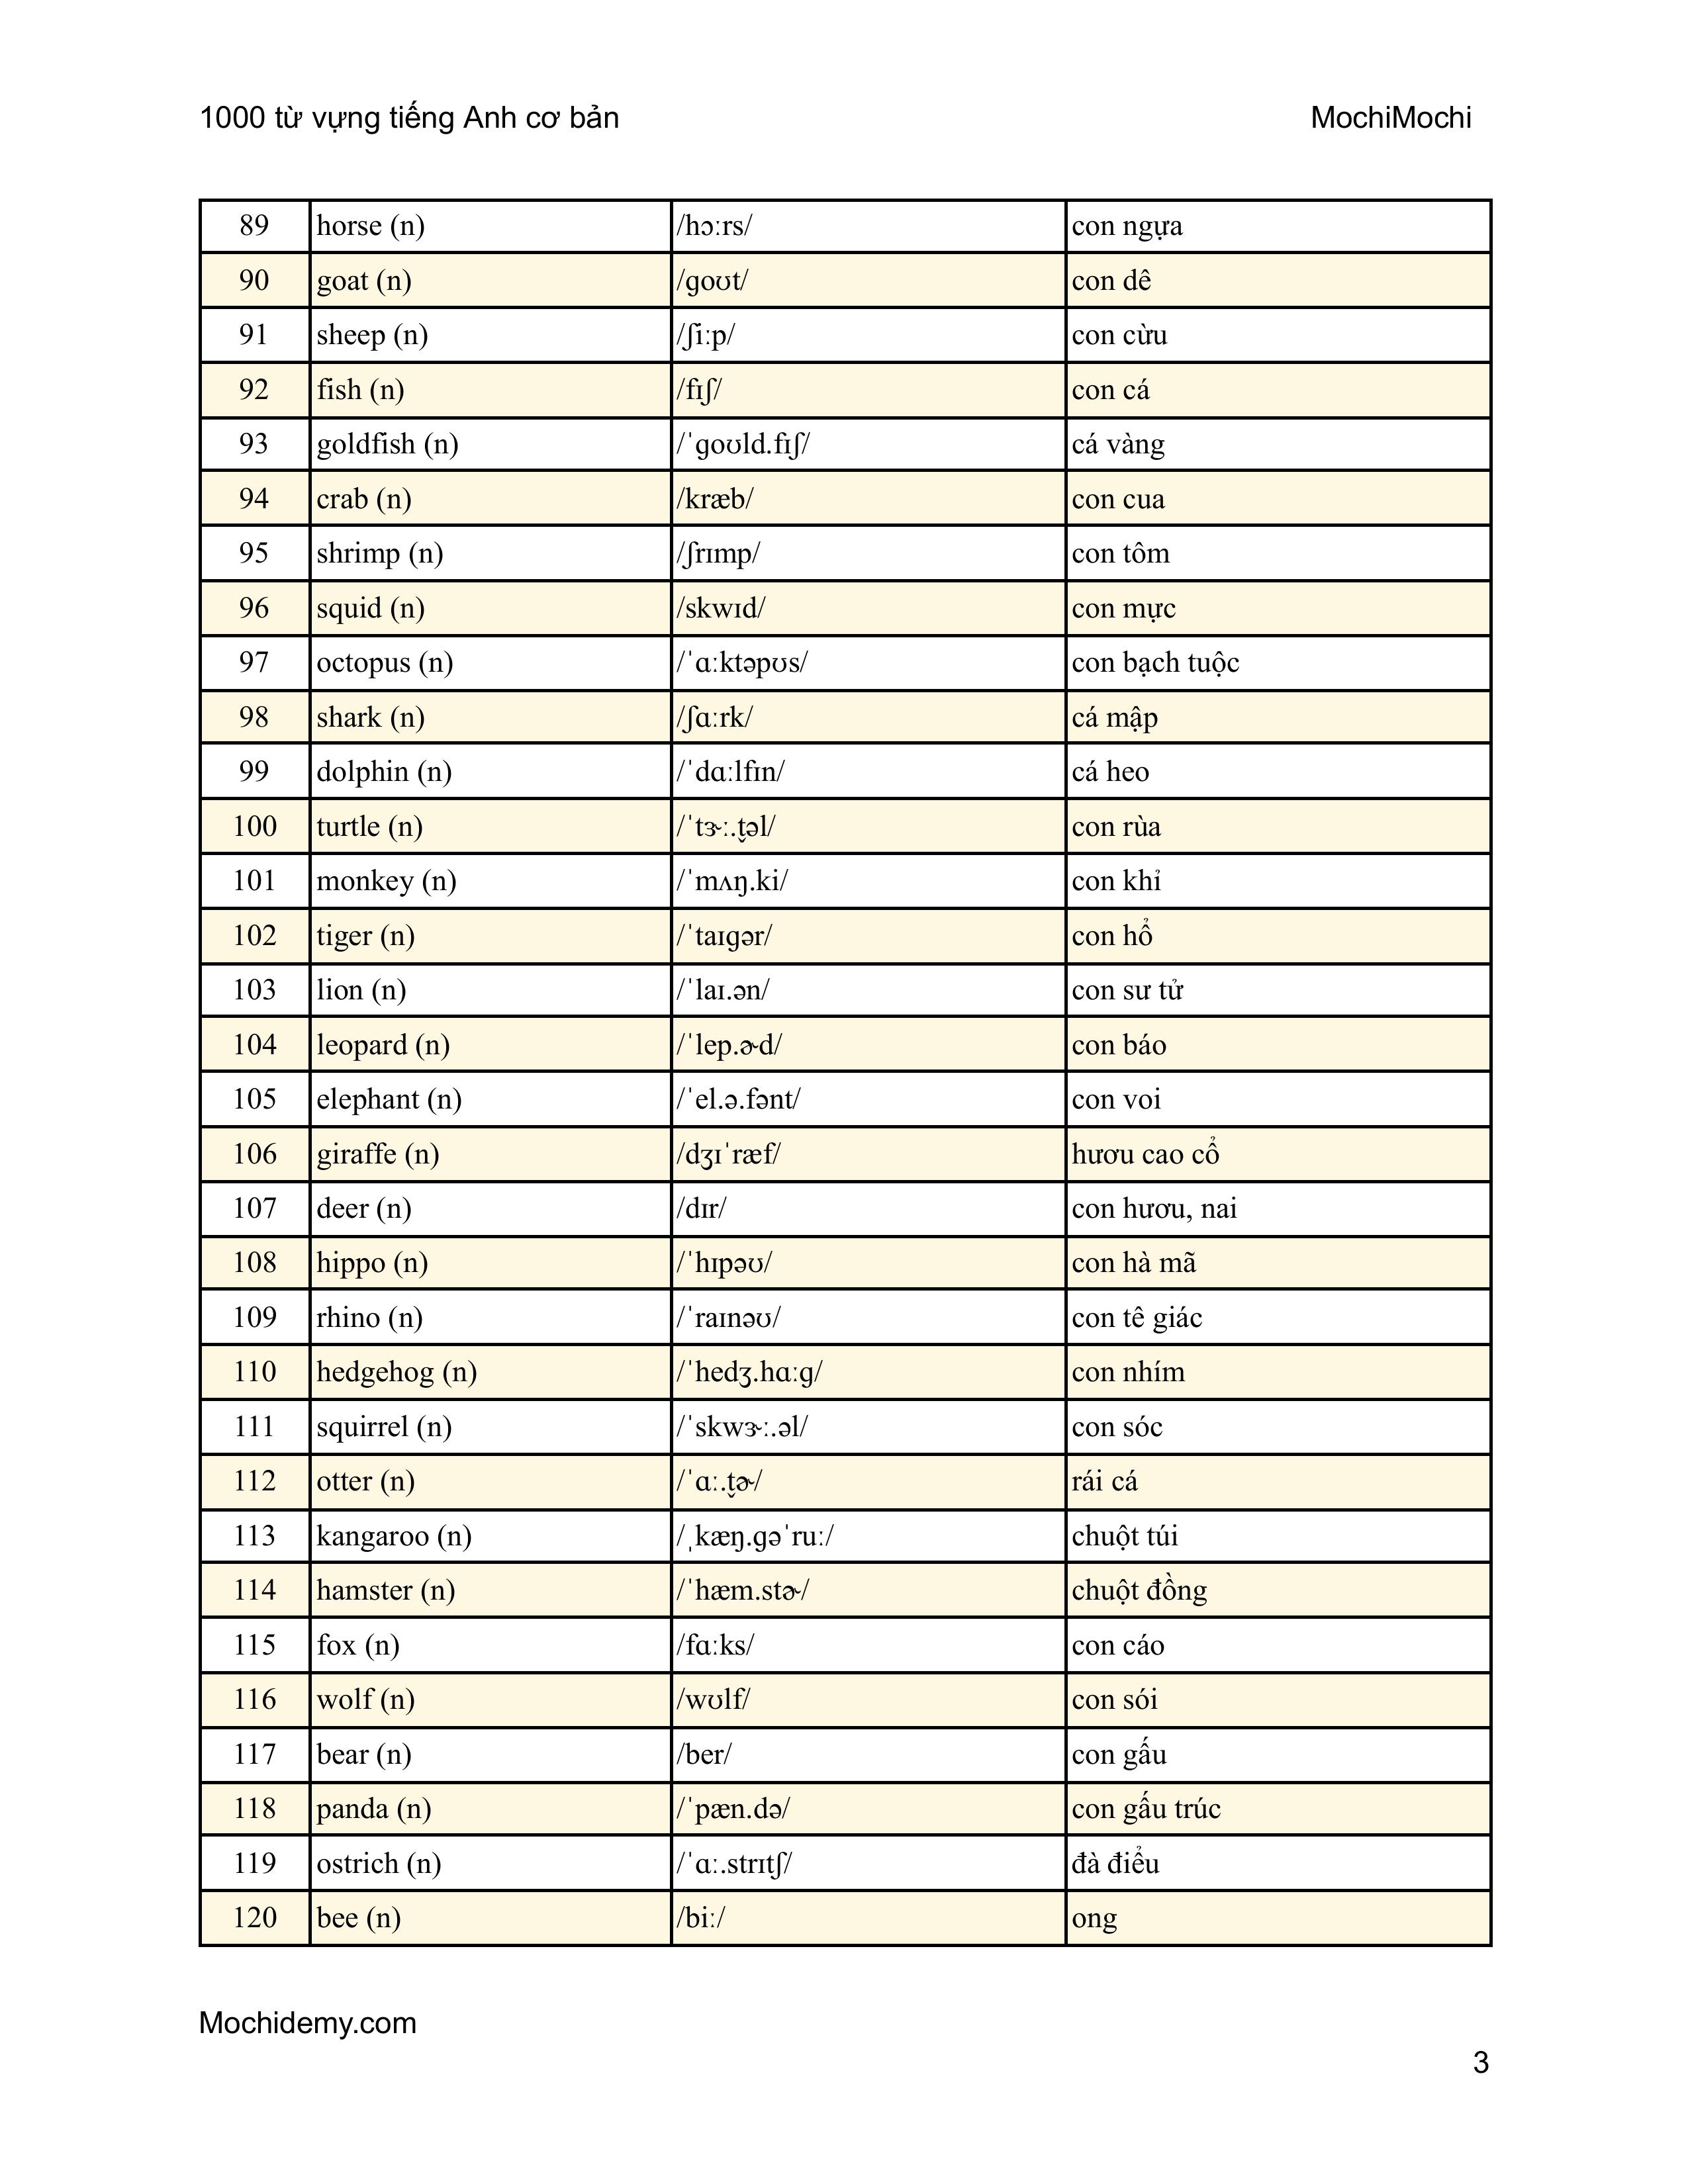 1000 từ vựng tiếng Anh cơ bản MochiMochi
89 horse (n) /hɔːrs/ con ngựa
90 goat (n) /ɡoʊt/ con dê
91 sheep (n) /ʃiːp/ con cừu
92 fish (n) /fɪʃ/ con cá
93 goldfish (n) /ˈɡoʊld.fɪʃ/ cá vàng
94 crab (n) /kræb/ con cua
95 shrimp (n) /ʃrɪmp/ con tôm
96 squid (n) /skwɪd/ con mực
97 octopus (n) /ˈɑːktəpʊs/ con bạch tuộc
98 shark (n) /ʃɑːrk/ cá mập
99 dolphin (n) /ˈdɑːlfɪn/ cá heo
100 turtle (n) /ˈtɝː.t̬əl/ con rùa
101 monkey (n) /ˈmʌŋ.ki/ con khỉ
102 tiger (n) /ˈtaɪɡər/ con hổ
103 lion (n) /ˈlaɪ.ən/ con sư tử
104 leopard (n) /ˈlep.ɚd/ con báo
105 elephant (n) /ˈel.ə.fənt/ con voi
106 giraffe (n) /dʒɪˈræf/ hươu cao cổ
107 deer (n) /dɪr/ con hươu, nai
108 hippo (n) /ˈhɪpəʊ/ con hà mã
109 rhino (n) /ˈraɪnəʊ/ con tê giác
110 hedgehog (n) /ˈhedʒ.hɑːɡ/ con nhím
111 squirrel (n) /ˈskwɝː.əl/ con sóc
112 otter (n) /ˈɑː.t̬ɚ/ rái cá
113 kangaroo (n) /ˌkæŋ.ɡəˈruː/ chuột túi
114 hamster (n) /ˈhæm.stɚ/ chuột đồng
115 fox (n) /fɑːks/ con cáo
116 wolf (n) /wʊlf/ con sói
117 bear (n) /ber/ con gấu
118 panda (n) /ˈpæn.də/ con gấu trúc
119 ostrich (n) /ˈɑː.strɪtʃ/ đà điểu
120 bee (n) /biː/ ong
Mochidemy.com
3